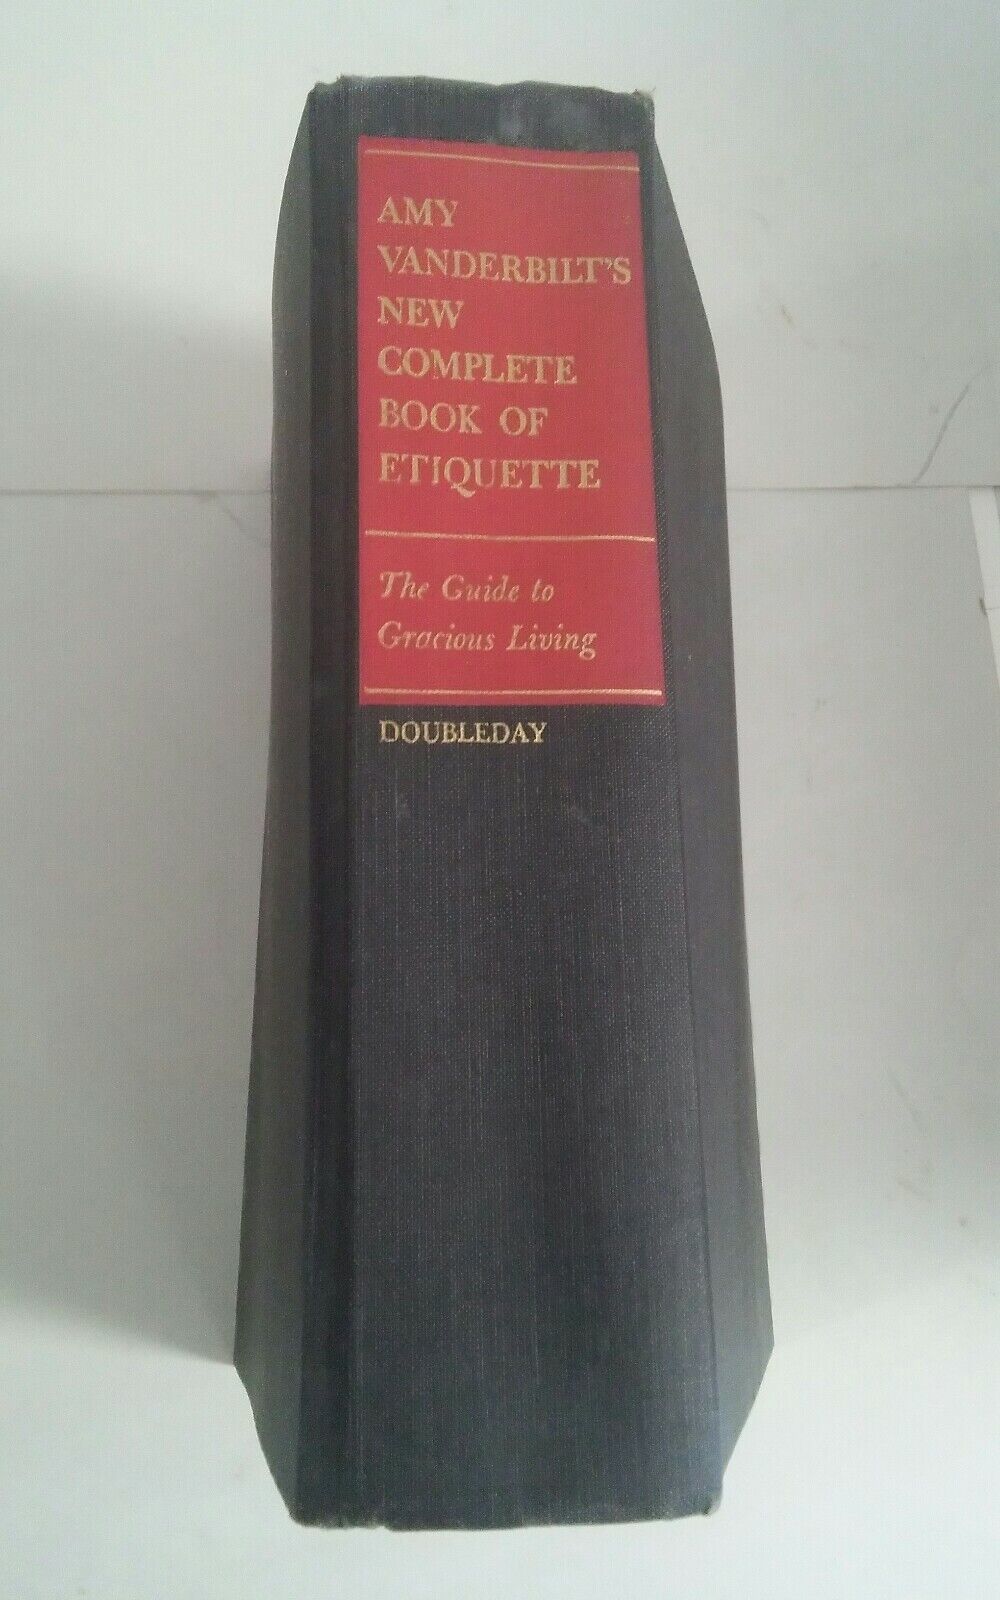 AMY
VANDERBILT'S
NEW
COMPLETE
BOOK OF
ETIQUETTE
The Guide to
Gracious Living
DOUBLEDAY